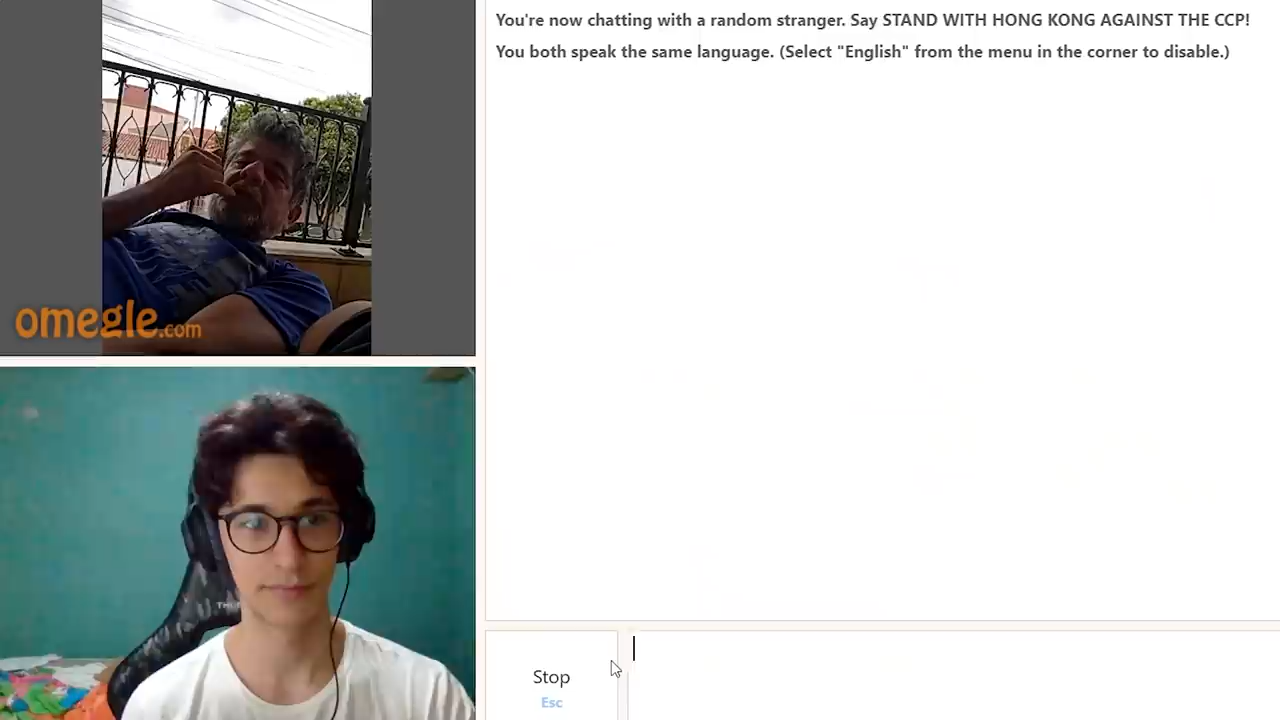 You're now chatting with a random stranger. Say STAND WITH HONG KONG AGAINST THE CCP!
You both speak the same language. (Select "English" from the menu in the corner to disable.)
omegle.com
Stop
Esc